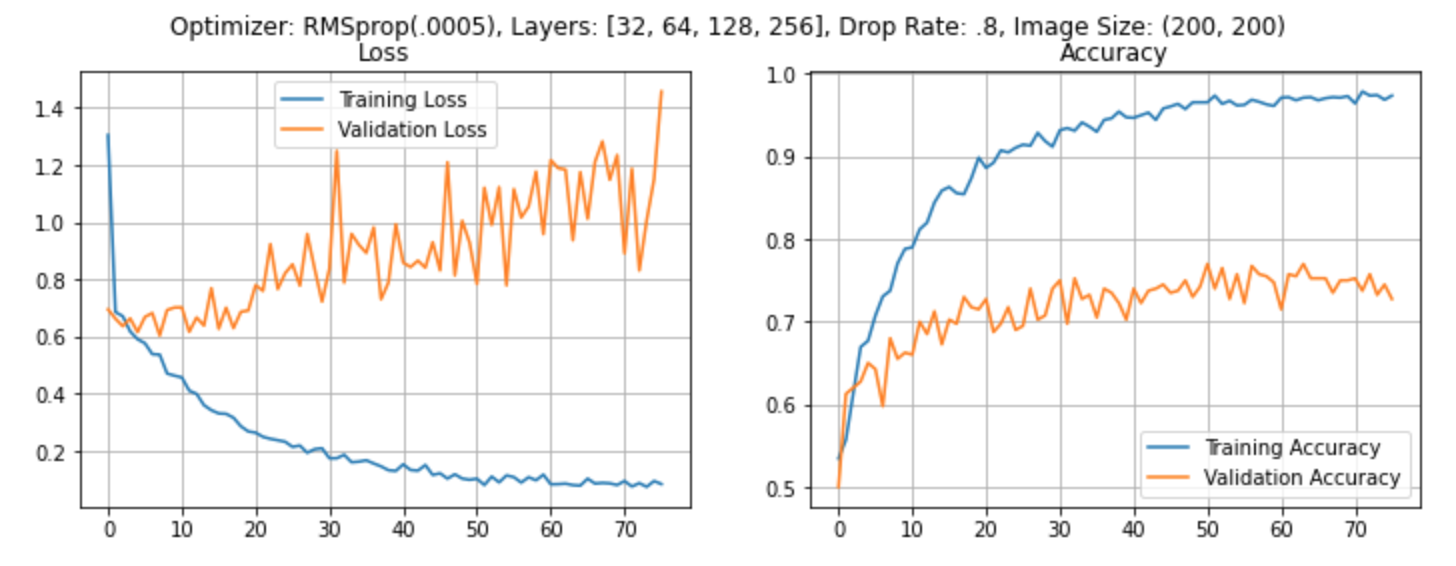 Optimizer: RMSprop(.0005), Layers: [32, 64, 128, 256], Drop Rate: .8, Image Size: (200, 200)
Loss
Training Loss
Validation Loss
1.4
1.2
1.0
0.8
0.6
0.4
0.2
0 10 20 30 40 50 60 70
Accuracy
1.0
0.9
0.8
0.7
0.6
0.5
Training Accuracy
Validation Accuracy
0 10 20 30 40 50 60 70